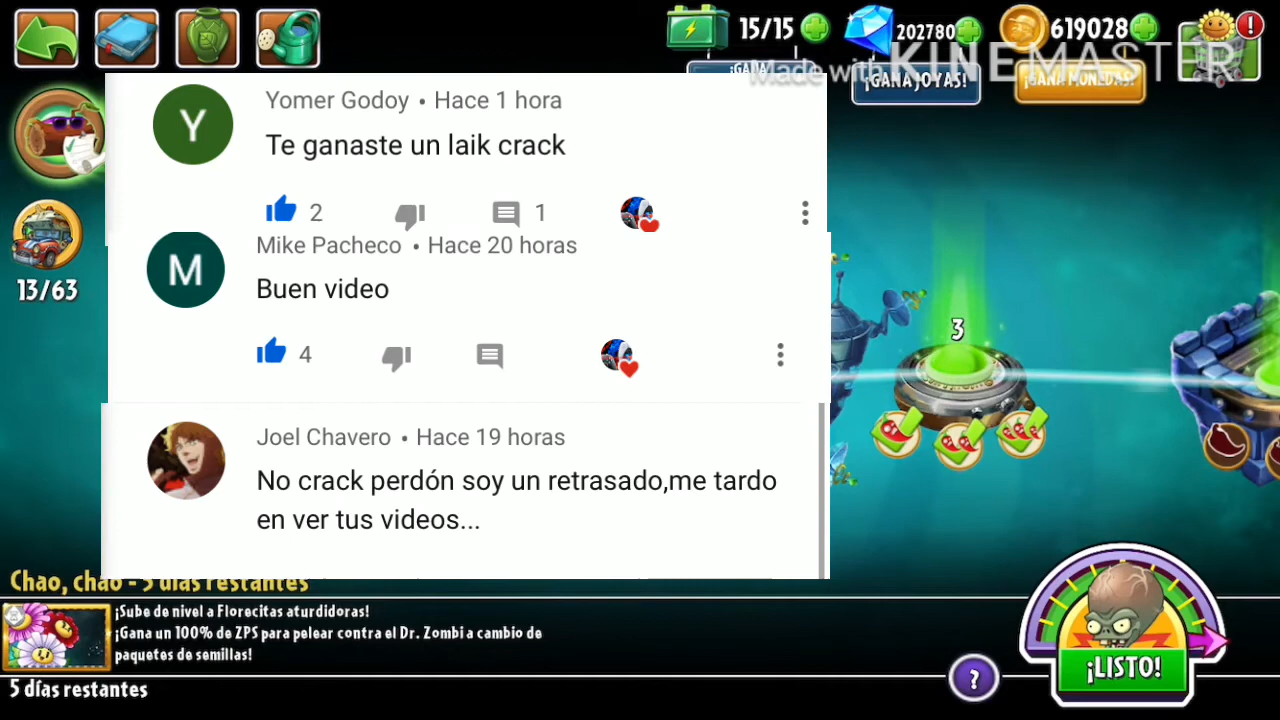 15/15
202780
619028
!
¡GANA
Made with KINEMASTER
¡GANA JOYAS!
¡GANA MONEDAS!
Y
Yomer Godoy • Hace 1 hora
Te ganaste un laik crack
2
1
13/63
M
Mike Pacheco • Hace 20 horas
Buen video
4
3
Joel Chavero • Hace 19 horas
No crack perdón soy un retrasado,me tardo
en ver tus videos...
Chao, chao - 5 días restantes
¡Sube de nivel a Florecitas aturdidoras!
¡Gana un 100% de ZPS para pelear contra el Dr. Zombi a cambio de
paquetes de semillas!
5 días restantes
?
¡LISTO!